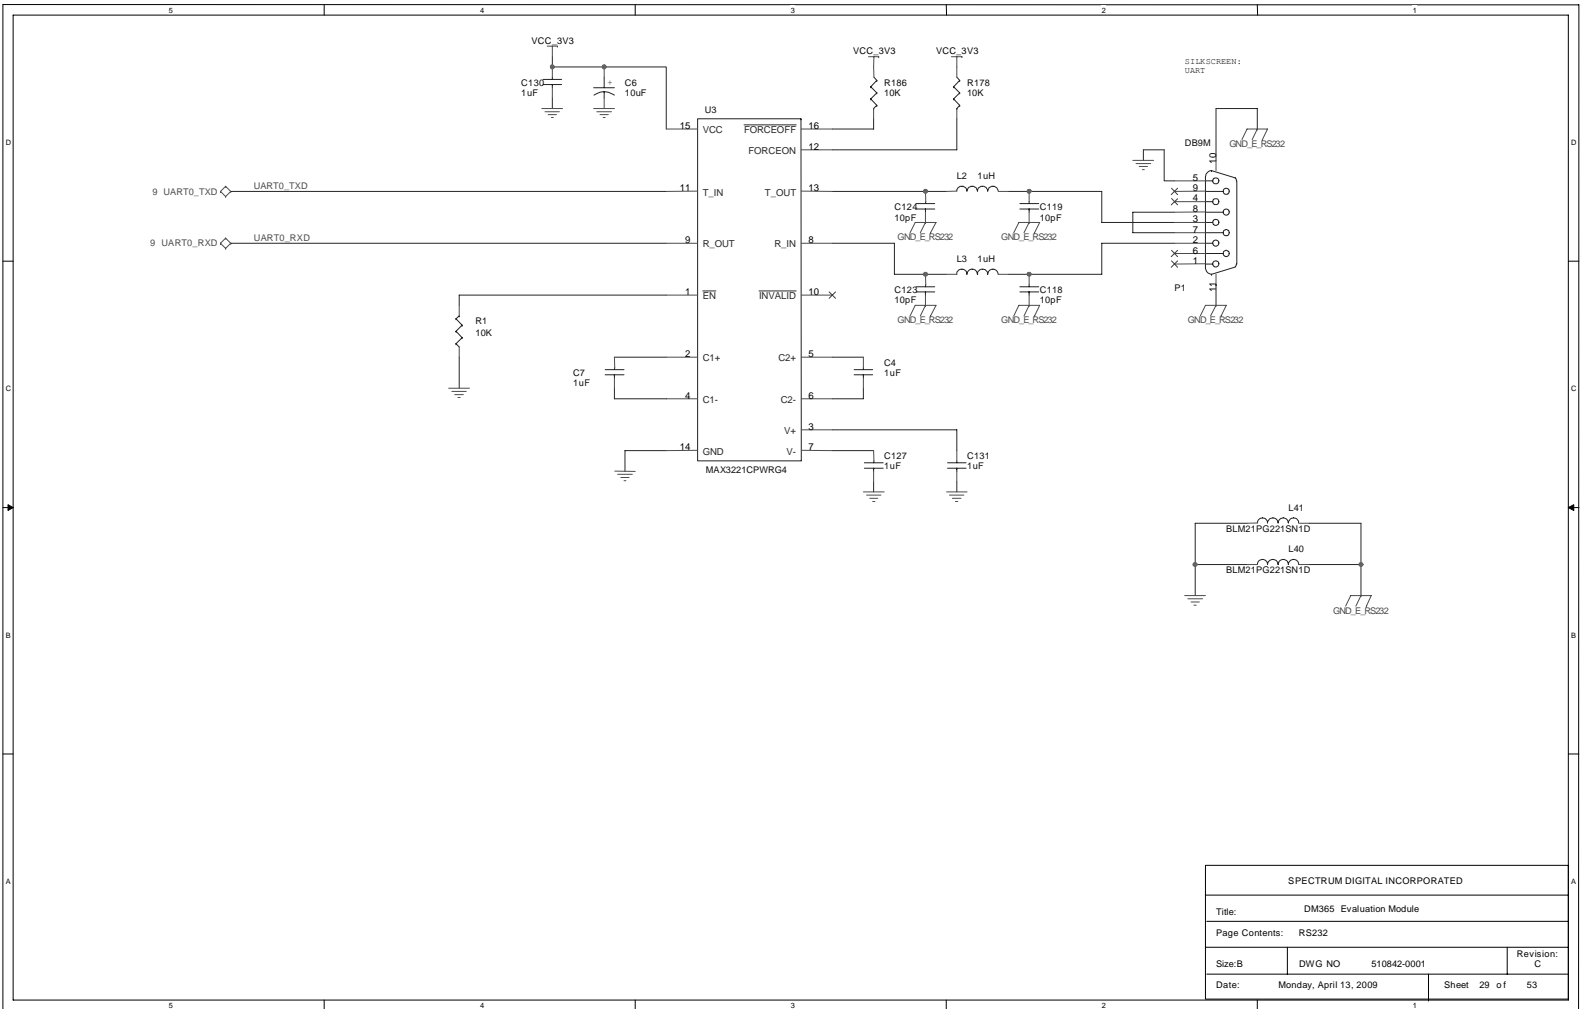 5 4 3 2 1
VCC_3V3
C130
1uF
+
C6
10uF
VCC_3V3
R186
10K
VCC_3V3
R178
10K
SILKSCREEN:
UART
U3
15 VCC FORCEOFF 16
FORCEON 12
DB9M
10
GND_E_RS232
D D
9 UART0_TXD UART0_TXD 11 T_IN T_OUT 13
L2 1uH
C124
10pF
GND_E_RS232
C119
10pF
GND_E_RS232
5
9
4
8
3
7
2
6
1
9 UART0_RXD UART0_RXD 9 R_OUT R_IN 8
L3 1uH
C123
10pF
GND_E_RS232
C118
10pF
GND_E_RS232
P1
11
GND_E_RS232
1 EN INVALID 10
R1
10K
2 C1+ C2+ 5
C7
1uF
C4
1uF
4 C1- C2- 6
C C
V+ 3
14 GND V- 7
C127
1uF
C131
1uF
MAX3221CPWRG4
L41
BLM21PG221SN1D
L40
BLM21PG221SN1D
GND_E_RS232
B B
A A
SPECTRUM DIGITAL INCORPORATED
Title: DM365 Evaluation Module
Page Contents: RS232
Size:B DWG NO 510842-0001 Revision:
C
Date: Monday, April 13, 2009 Sheet 29 of 53
5 4 3 2 1